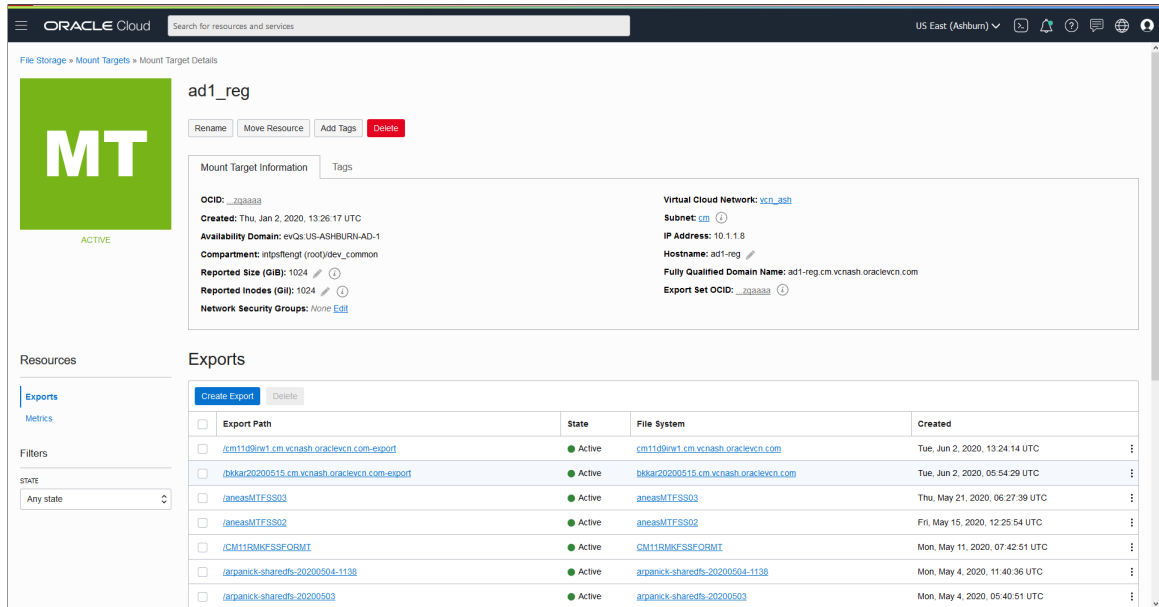 ORACLE Cloud
Search for resources and services
US East (Ashburn)
File Storage » Mount Targets » Mount Target Details
MT
ACTIVE
ad1_reg
Rename
Move Resource
Add Tags
Delete
Mount Target Information
Tags
OCID: ...zqaaaa
Created: Thu, Jan 2, 2020, 13:26:17 UTC
Availability Domain: evQs:US-ASHBURN-AD-1
Compartment: intpsftengt (root)/dev_common
Reported Size (GiB): 1024
Reported Inodes (GiI): 1024
Network Security Groups: None Edit
Virtual Cloud Network: vcn_ash
Subnet: cm
IP Address: 10.1.1.8
Hostname: ad1-reg
Fully Qualified Domain Name: ad1-reg.cm.vcnash.oraclevcn.com
Export Set OCID: ...zqaaaa
Resources
Exports
Metrics
Filters
STATE
Any state
Exports
Create Export
Delete
Export Path State File System Created
/cm11d9irw1.cm.vcnash.oraclevcn.com-export Active cm11d9irw1.cm.vcnash.oraclevcn.com Tue, Jun 2, 2020, 13:24:14 UTC
/bkkar20200515.cm.vcnash.oraclevcn.com-export Active bkkar20200515.cm.vcnash.oraclevcn.com Tue, Jun 2, 2020, 05:54:29 UTC
/aneasMTFSS03 Active aneasMTFSS03 Thu, May 21, 2020, 06:27:39 UTC
/aneasMTFSS02 Active aneasMTFSS02 Fri, May 15, 2020, 12:25:54 UTC
/CM11RMKFSSFORMT Active CM11RMKFSSFORMT Mon, May 11, 2020, 07:42:51 UTC
/arpanick-sharedfs-20200504-1138 Active arpanick-sharedfs-20200504-1138 Mon, May 4, 2020, 11:40:36 UTC
/arpanick-sharedfs-20200503 Active arpanick-sharedfs-20200503 Mon, May 4, 2020, 05:40:51 UTC